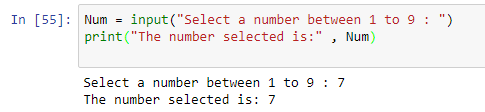 In [55]: Num = input("Select a number between 1 to 9 : ")
print("The number selected is:" , Num)
Select a number between 1 to 9 : 7
The number selected is: 7